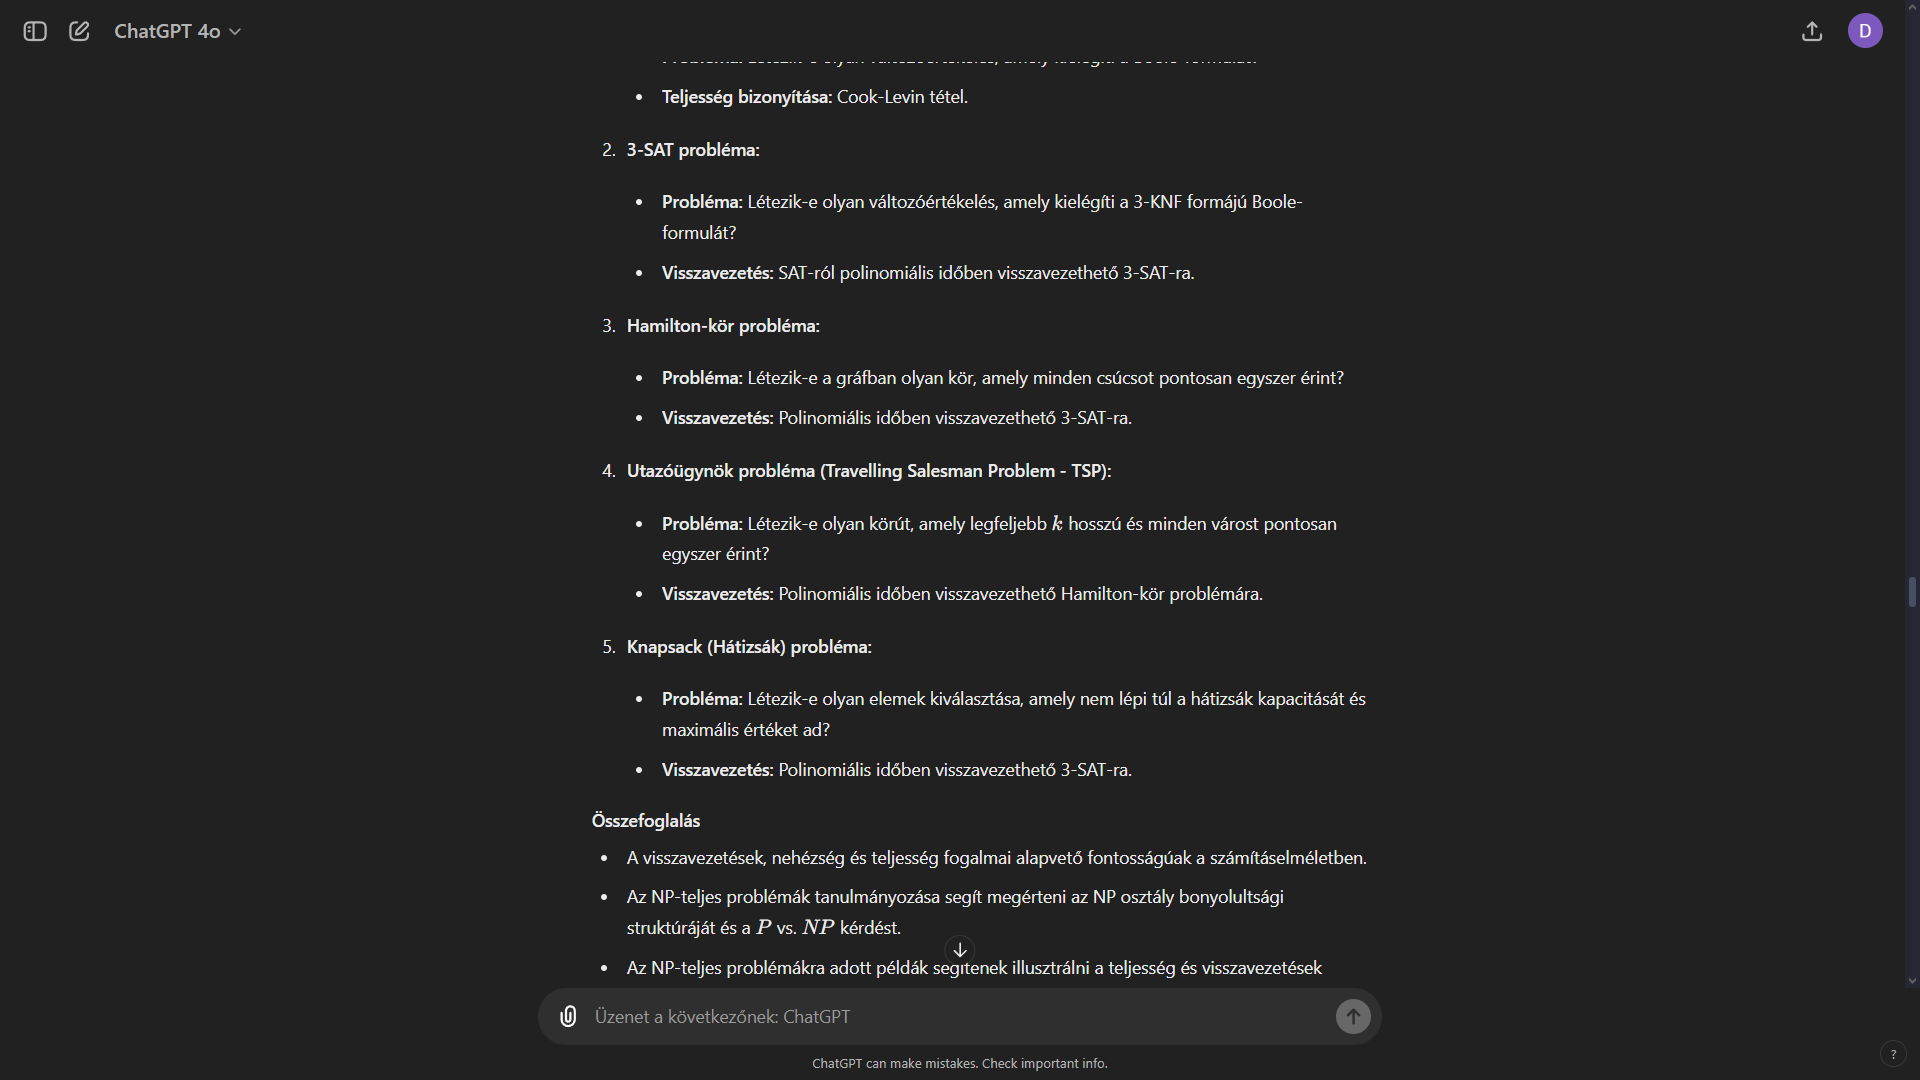 ChatGPT 4o
D
Teljesség bizonyítása: Cook-Levin tétel.
2. 3-SAT probléma:
Probléma: Létezik-e olyan változóértékelés, amely kielégíti a 3-KNF formájú Boole-
formulát?
Visszavezetés: SAT-ról polinomiális időben visszavezethető 3-SAT-ra.
3. Hamilton-kör probléma:
Probléma: Létezik-e a gráfban olyan kör, amely minden csúcsot pontosan egyszer érint?
Visszavezetés: Polinomiális időben visszavezethető 3-SAT-ra.
4. Utazóügynök probléma (Travelling Salesman Problem - TSP):
Probléma: Létezik-e olyan körút, amely legfeljebb k hosszú és minden várost pontosan
egyszer érint?
Visszavezetés: Polinomiális időben visszavezethető Hamilton-kör problémára.
5. Knapsack (Hátizsák) probléma:
Probléma: Létezik-e olyan elemek kiválasztása, amely nem lépi túl a hátizsák kapacitását és
maximális értéket ad?
Visszavezetés: Polinomiális időben visszavezethető 3-SAT-ra.
Összefoglalás
A visszavezetések, nehézség és teljesség fogalmai alapvető fontosságúak a számításelméletben.
Az NP-teljes problémák tanulmányozása segít megérteni az NP osztály bonyolultsági
struktúráját és a P vs. NP kérdést.
Az NP-teljes problémákra adott példák segítenek illusztrálni a teljesség és visszavezetések
Üzenet a következőnek: ChatGPT
ChatGPT can make mistakes. Check important info.
?